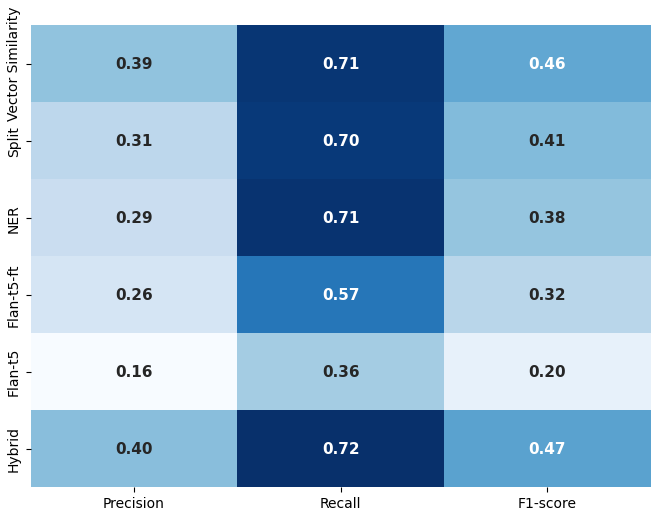 Vector Similarity 0.39 0.71 0.46
Split 0.31 0.70 0.41
NER 0.29 0.71 0.38
Flan-t5-ft 0.26 0.57 0.32
Flan-t5 0.16 0.36 0.20
Hybrid 0.40 0.72 0.47
Precision Recall F1-score